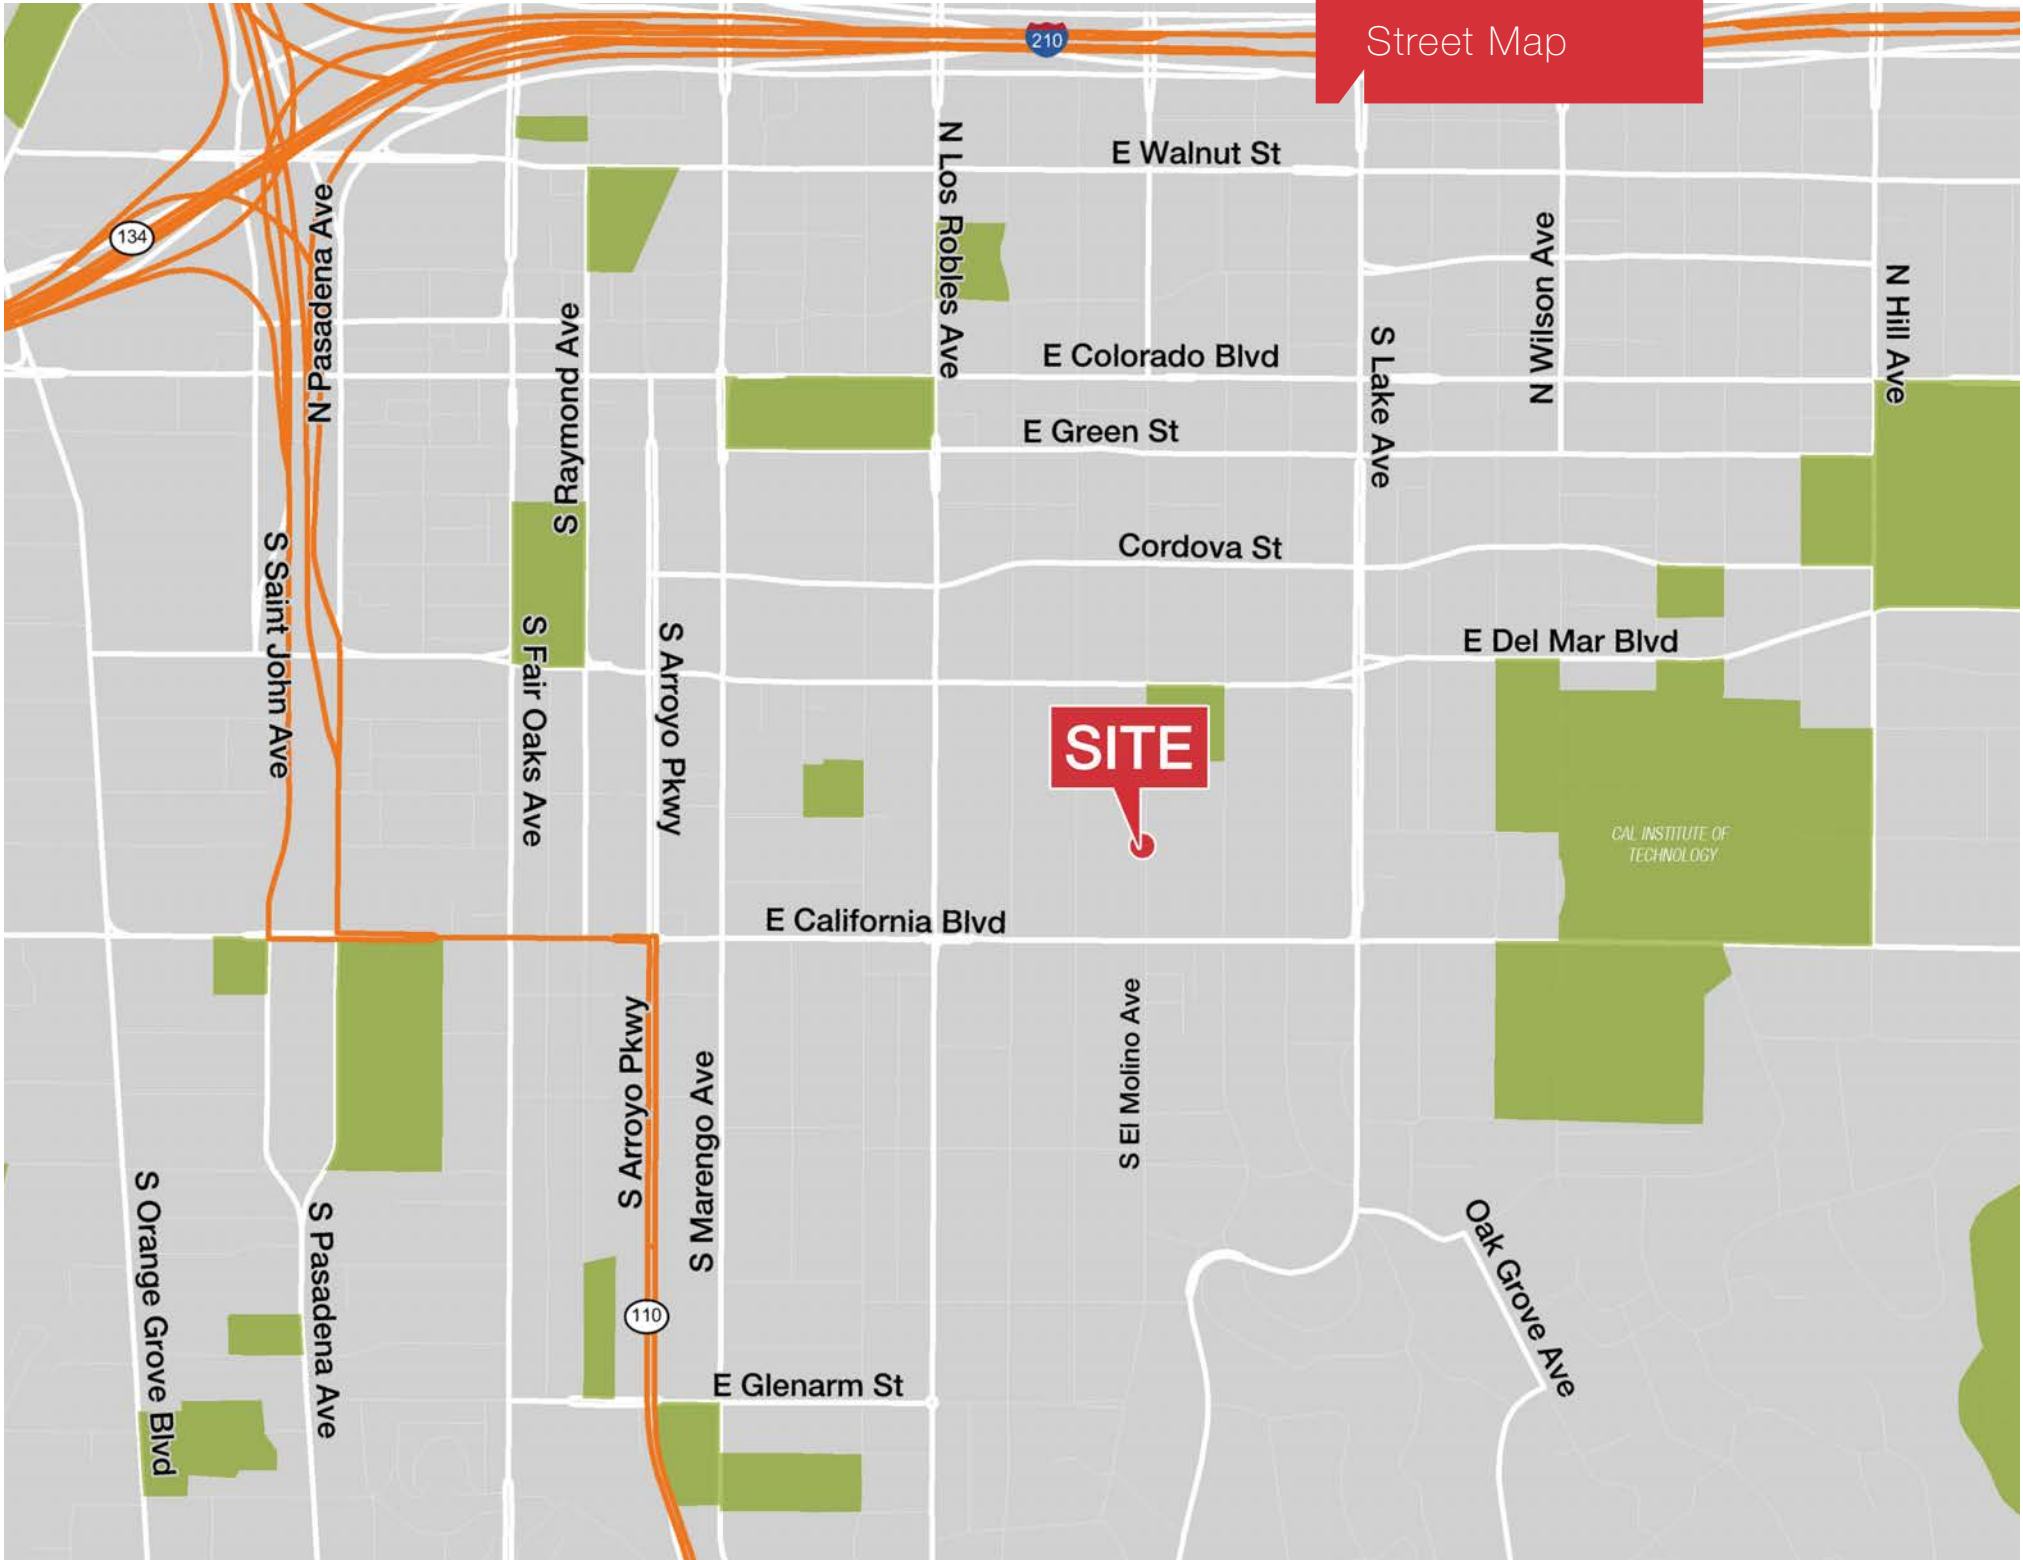 Street Map
210
E Walnut St
N Los Robles Ave
N Pasadena Ave
134
N Wilson Ave
N Hill Ave
S Raymond Ave
E Colorado Blvd
S Lake Ave
E Green St
S Saint John Ave
Cordova St
S Fair Oaks Ave
S Arroyo Pkwy
E Del Mar Blvd
SITE
CAL INSTITUTE OF
TECHNOLOGY
E California Blvd
S El Molino Ave
S Arroyo Pkwy
S Marengo Ave
S Orange Grove Blvd
S Pasadena Ave
Oak Grove Ave
110
E Glenarm St